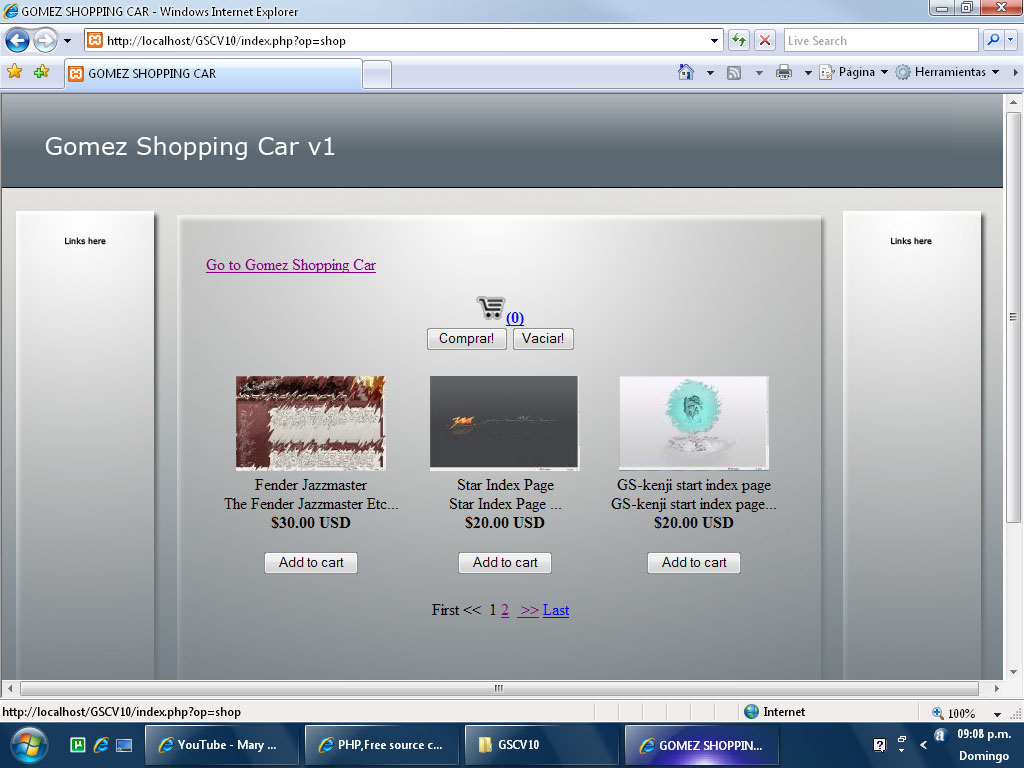 GOMEZ SHOPPING CAR - Windows Internet Explorer
http://localhost/GSCV10/index.php?op=shop
Live Search
GOMEZ SHOPPING CAR
Página
Herramientas
Gomez Shopping Car v1
Links here
Links here
Go to Gomez Shopping Car
(0)
Comprar! Vaciar!
Fender Jazzmaster
The Fender Jazzmaster Etc...
$30.00 USD
Add to cart
Star Index Page
Star Index Page ...
$20.00 USD
Add to cart
GS-kenji start index page
GS-kenji start index page...
$20.00 USD
Add to cart
First << 1 2 >> Last
http://localhost/GSCV10/index.php?op=shop
Internet
100%
YouTube - Mary ...
PHP,Free source c...
GSCV10
GOMEZ SHOPPIN...
09:08 p.m.
Domingo